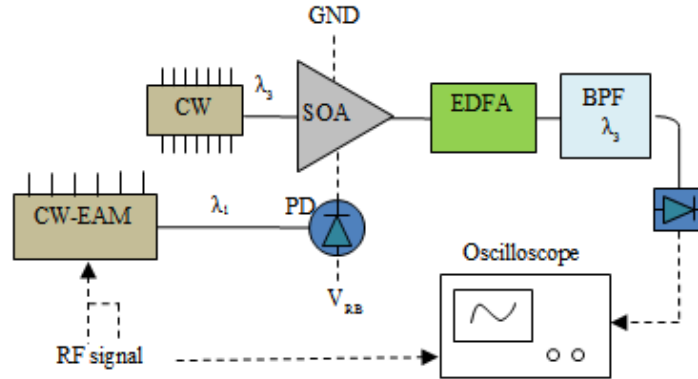 GND
CW
λ3
SOA
EDFA
BPF
λ3
CW-EAM
λ1
PD
VRB
Oscilloscope
RF signal